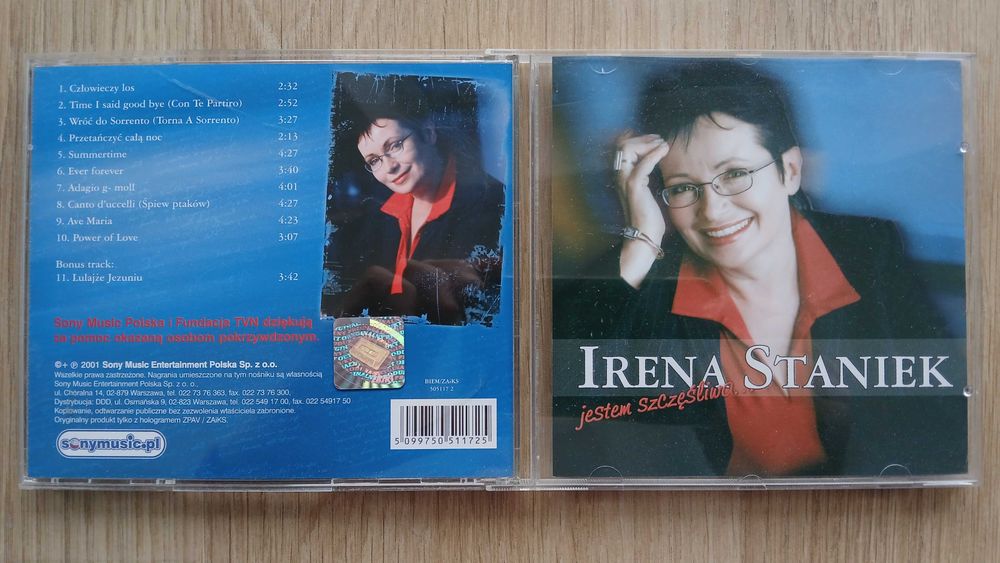 1. Człowieczy los 2:32
2. Time I said good bye (Con Te Partiro) 2:52
3. Wróć do Sorrento (Torna A Sorrento) 3:27
4. Przetańczyć całą noc 2:13
5. Summertime 4:27
6. Ever forever 3:40
7. Adagio g- moll 4:01
8. Canto d'uccelli (Śpiew ptaków) 4:27
9. Ave Maria 4:23
10. Power of Love 3:07
Bonus track:
11. Lulajże Jezuniu 3:42
Sony Music Polska i Fundacja TVN dziękują
za pomoc okazaną osobom pokrzywdzonym.
©+℗ 2001 Sony Music Entertainment Polska Sp. z o.o.
Wszelkie prawa zastrzeżone. Nagrania umieszczone na tym nośniku są własnością
Sony Music Entertainment Polska Sp. z o. o.
ul. Chóralna 14, 02-879 Warszawa, tel. 022 73 76 363, fax. 022 73 76 300,
Dystrybucja: DDD, ul. Osmańska 9, 02-823 Warszawa, tel. 022 549 17 00, fax. 022 54917 50
Kopiowanie, odtwarzanie publiczne bez zezwolenia właściciela zabronione.
Oryginalny produkt tylko z hologramem ZPAV / ZAiKS.
sonymusic.pl
BIEM/ZAiKS
505117 2
5 099750 511725
IRENA STANIEK
jestem szczęśliwa...